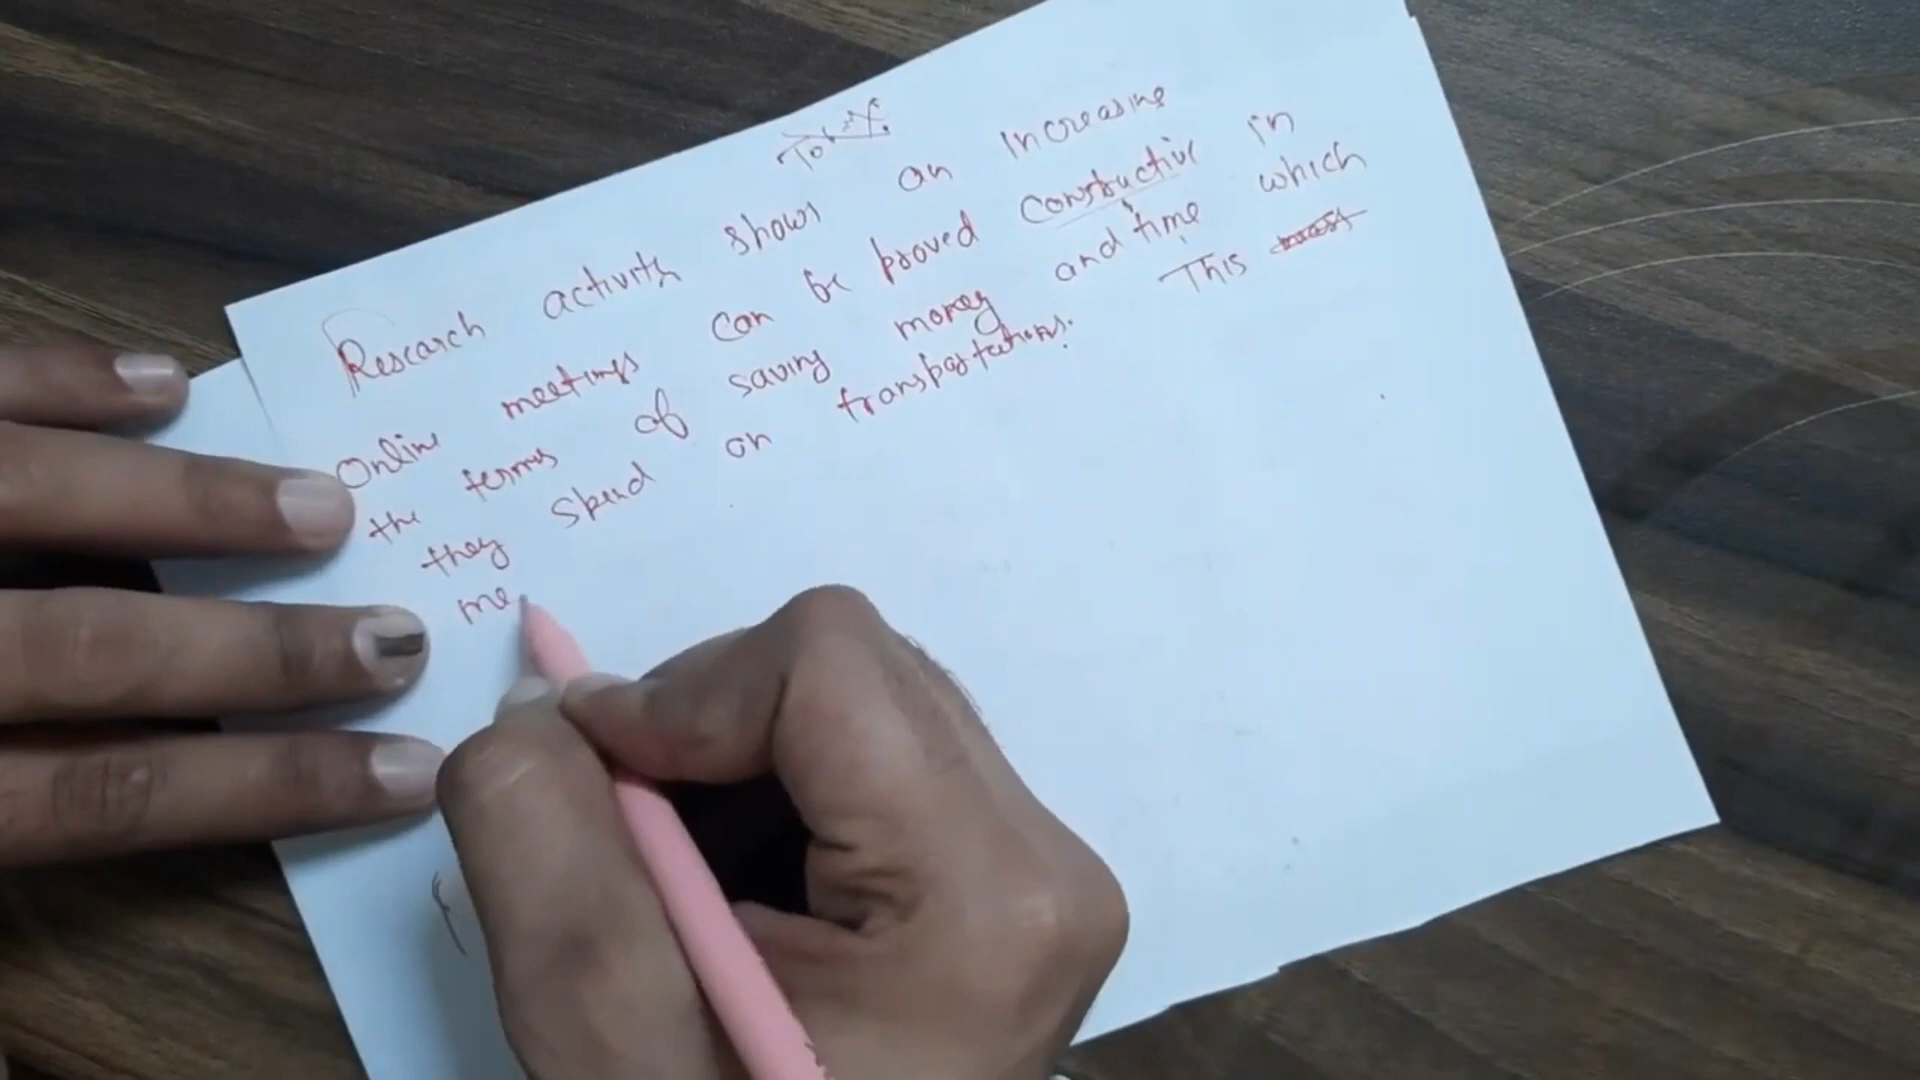 Research activity shows an increasing
Online meetings can be proved constructive in
the terms of saving money and time which
they spend on transportations. This
me